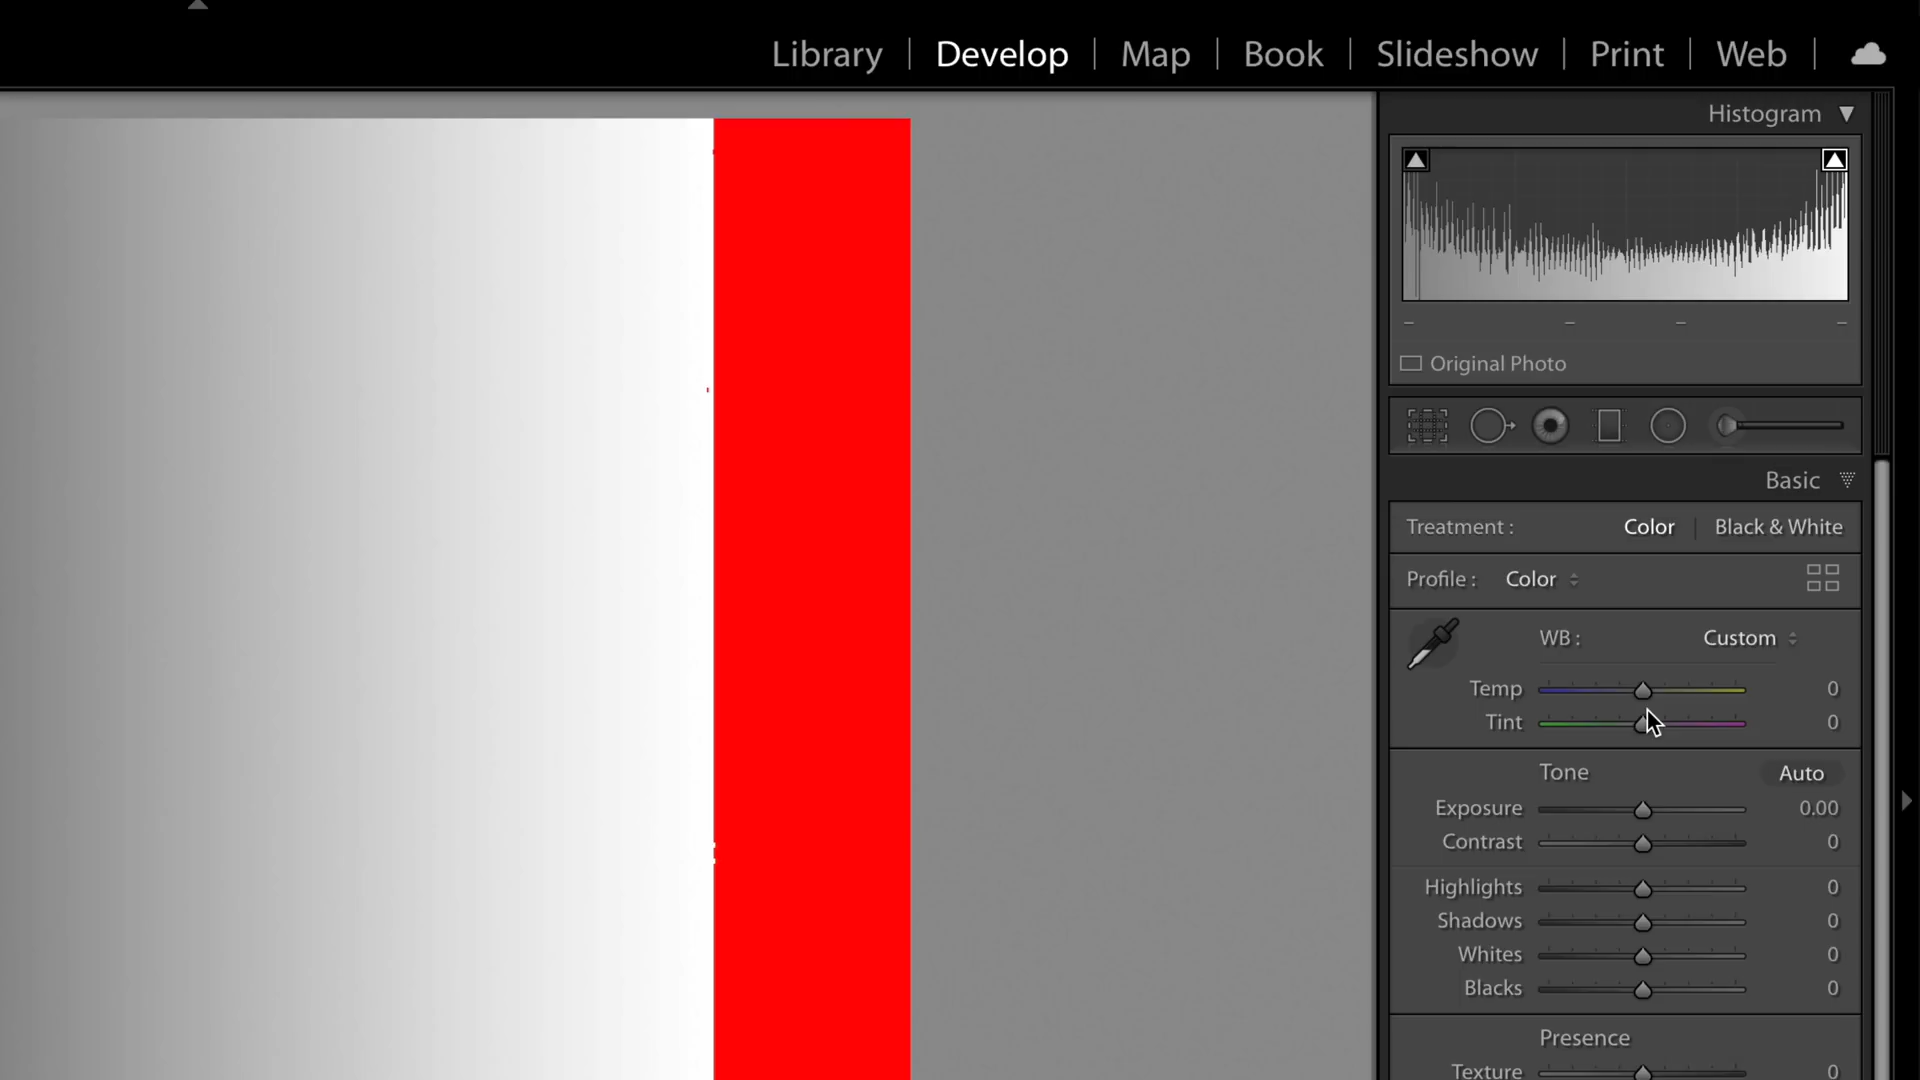 Library | Develop | Map | Book | Slideshow | Print | Web |
Histogram
Original Photo
Basic
Treatment : Color | Black & White
Profile : Color
WB : Custom
Temp 0
Tint 0
Tone Auto
Exposure 0.00
Contrast 0
Highlights 0
Shadows 0
Whites 0
Blacks 0
Presence
Texture 0